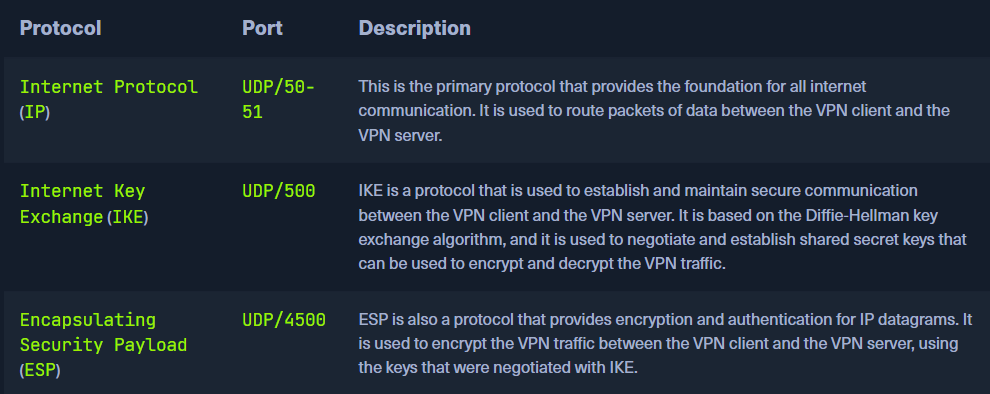 Protocol Port Description
Internet Protocol (IP) UDP/50-51 This is the primary protocol that provides the foundation for all internet
communication. It is used to route packets of data between the VPN client and the
VPN server.
Internet Key Exchange (IKE) UDP/500 IKE is a protocol that is used to establish and maintain secure communication
between the VPN client and the VPN server. It is based on the Diffie-Hellman key
exchange algorithm, and it is used to negotiate and establish shared secret keys that
can be used to encrypt and decrypt the VPN traffic.
Encapsulating Security Payload (ESP) UDP/4500 ESP is also a protocol that provides encryption and authentication for IP datagrams. It
is used to encrypt the VPN traffic between the VPN client and the VPN server, using
the keys that were negotiated with IKE.